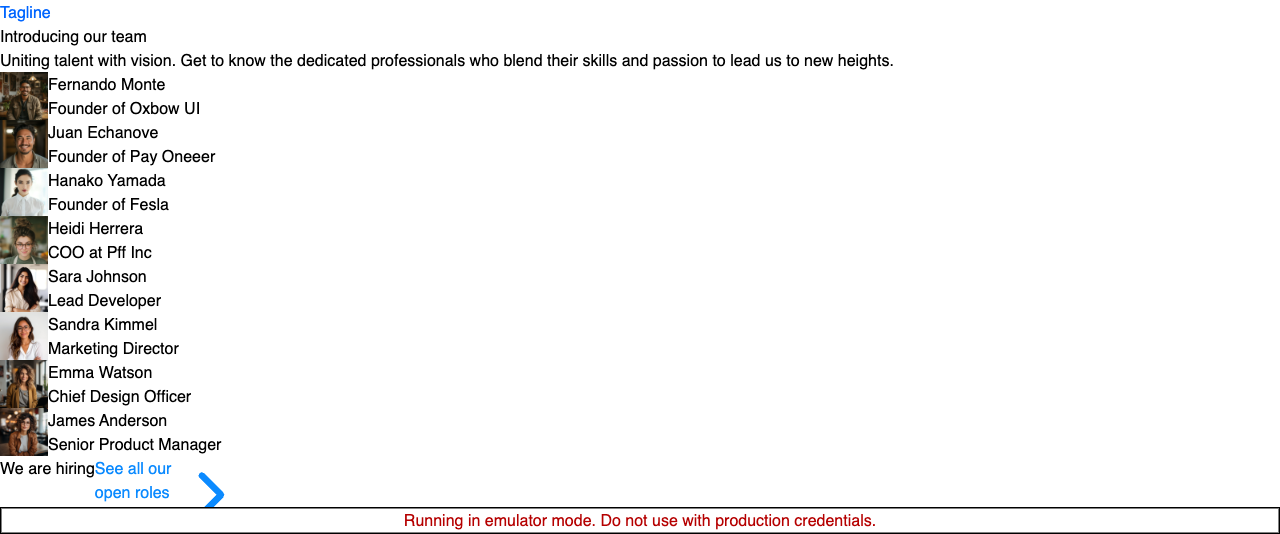 Tagline
Introducing our team
Uniting talent with vision. Get to know the dedicated professionals who blend their skills and passion to lead us to new heights.
Fernando Monte
Founder of Oxbow UI
Juan Echanove
Founder of Pay Oneeer
Hanako Yamada
Founder of Fesla
Heidi Herrera
COO at Pff Inc
Sara Johnson
Lead Developer
Sandra Kimmel
Marketing Director
Emma Watson
Chief Design Officer
James Anderson
Senior Product Manager
We are hiring See all our
open roles
Running in emulator mode. Do not use with production credentials.